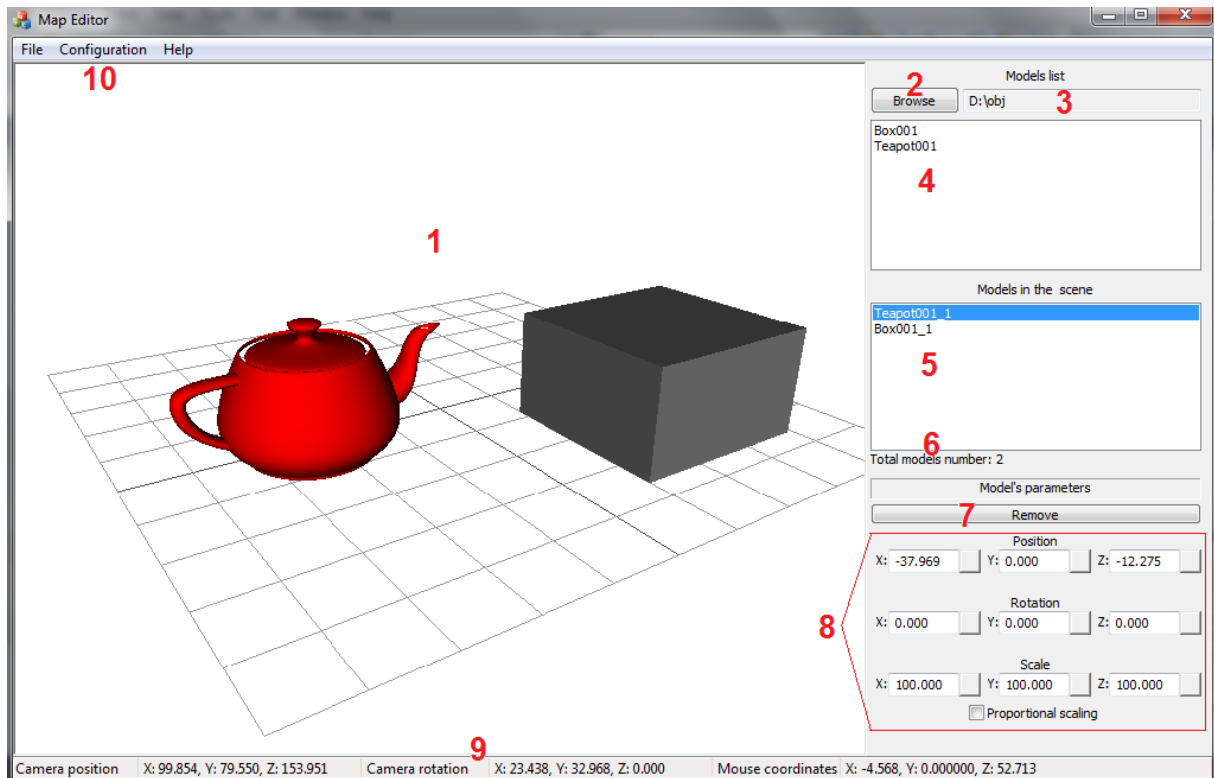 Map Editor
File Configuration Help
10
1
Models list
2
Browse D:\obj 3
Box001
Teapot001
4
Models in the scene
Teapot001_1
Box001_1
5
6
Total models number: 2
Model's parameters
7
Remove
Position
X: -37.969 Y: 0.000 Z: -12.275
Rotation
8
X: 0.000 Y: 0.000 Z: 0.000
Scale
X: 100.000 Y: 100.000 Z: 100.000
Proportional scaling
9
Camera position X: 99.854, Y: 79.550, Z: 153.951 Camera rotation X: 23.438, Y: 32.968, Z: 0.000 Mouse coordinates X: -4.568, Y: 0.000000, Z: 52.713